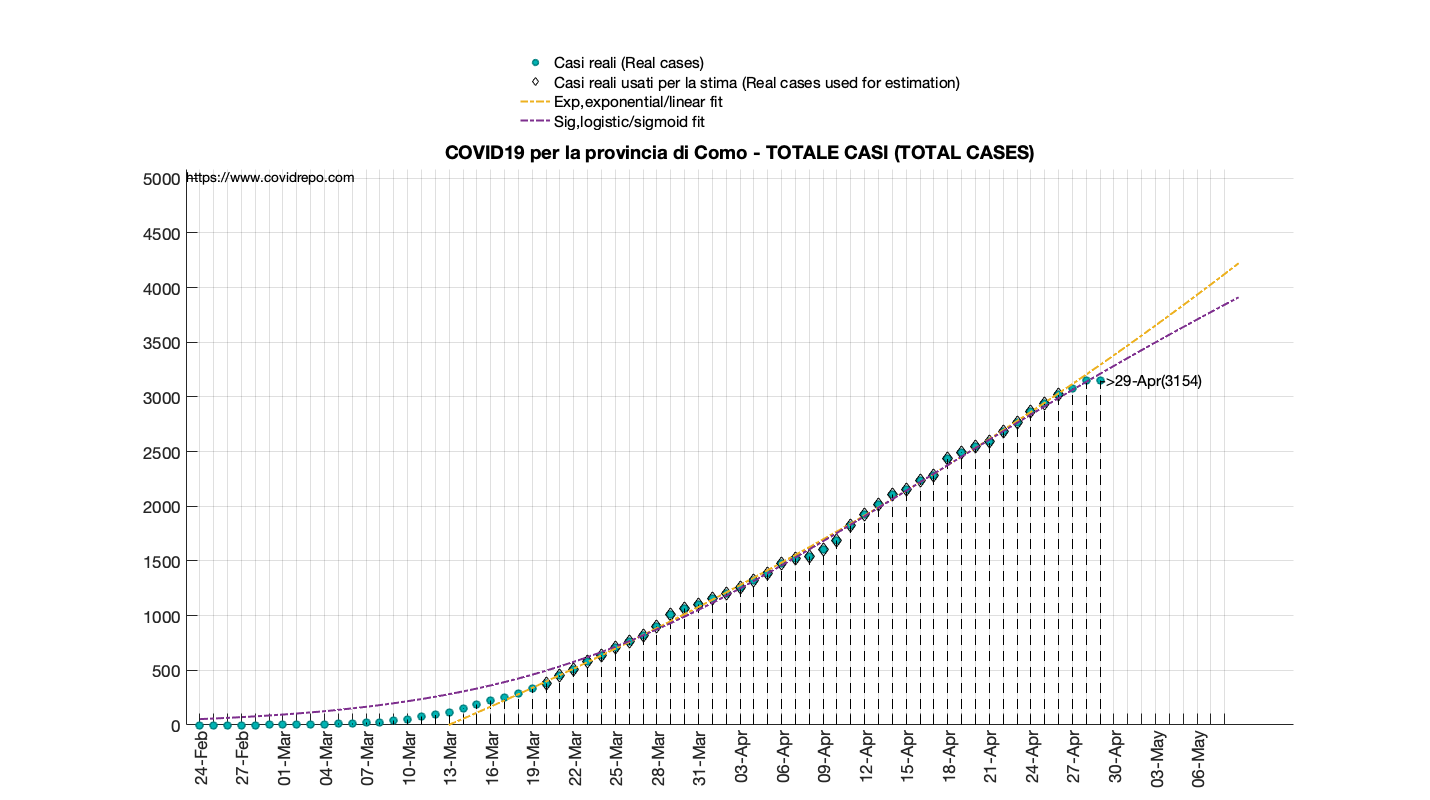 Casi reali (Real cases)
Casi reali usati per la stima (Real cases used for estimation)
Exp,exponential/linear fit
Sig,logistic/sigmoid fit
COVID19 per la provincia di Como - TOTALE CASI (TOTAL CASES)
https://www.covidrepo.com
5000
4500
4000
3500
3000
2500
2000
1500
1000
500
0
>29-Apr(3154)
24-Feb
27-Feb
01-Mar
04-Mar
07-Mar
10-Mar
13-Mar
16-Mar
19-Mar
22-Mar
25-Mar
28-Mar
31-Mar
03-Apr
06-Apr
09-Apr
12-Apr
15-Apr
18-Apr
21-Apr
24-Apr
27-Apr
30-Apr
03-May
06-May